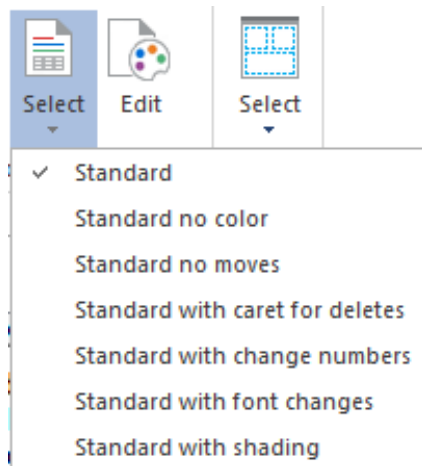 Select Edit Select
Standard
Standard no color
Standard no moves
Standard with caret for deletes
Standard with change numbers
Standard with font changes
Standard with shading